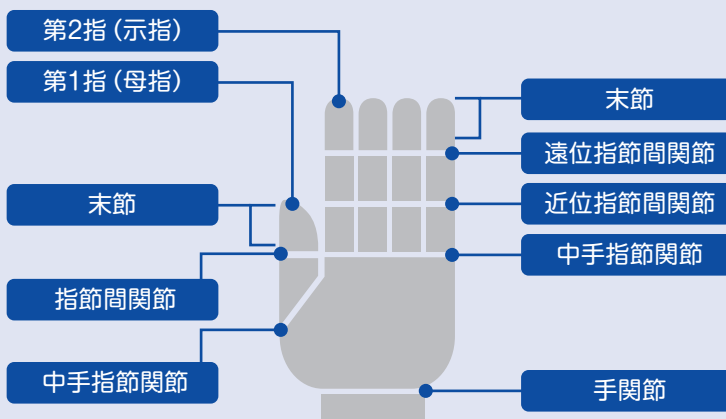 第2指（示指）
第1指（母指）
末節
指節間関節
中手指節関節
末節
遠位指節間関節
近位指節間関節
中手指節関節
手関節